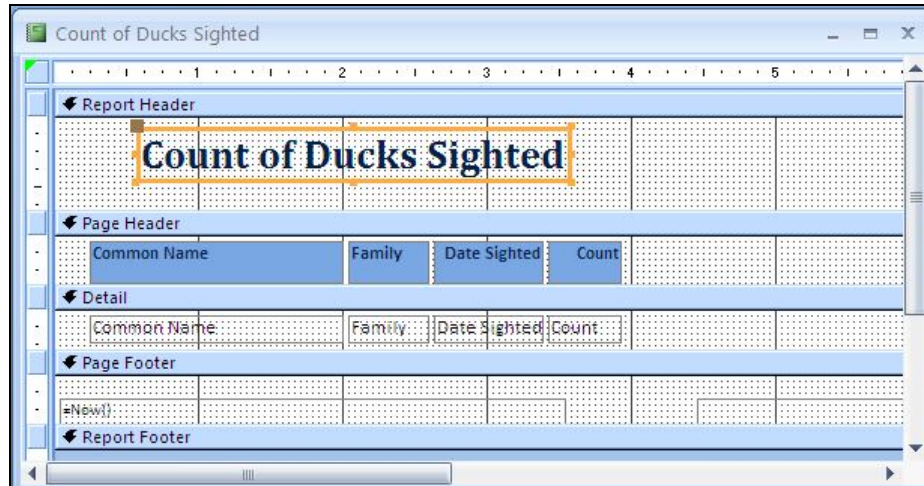 Count of Ducks Sighted
1 2 3 4 5
Report Header
Count of Ducks Sighted
Page Header
Common Name Family Date Sighted Count
Detail
Common Name Family Date Sighted Count
Page Footer
=Now()
Report Footer